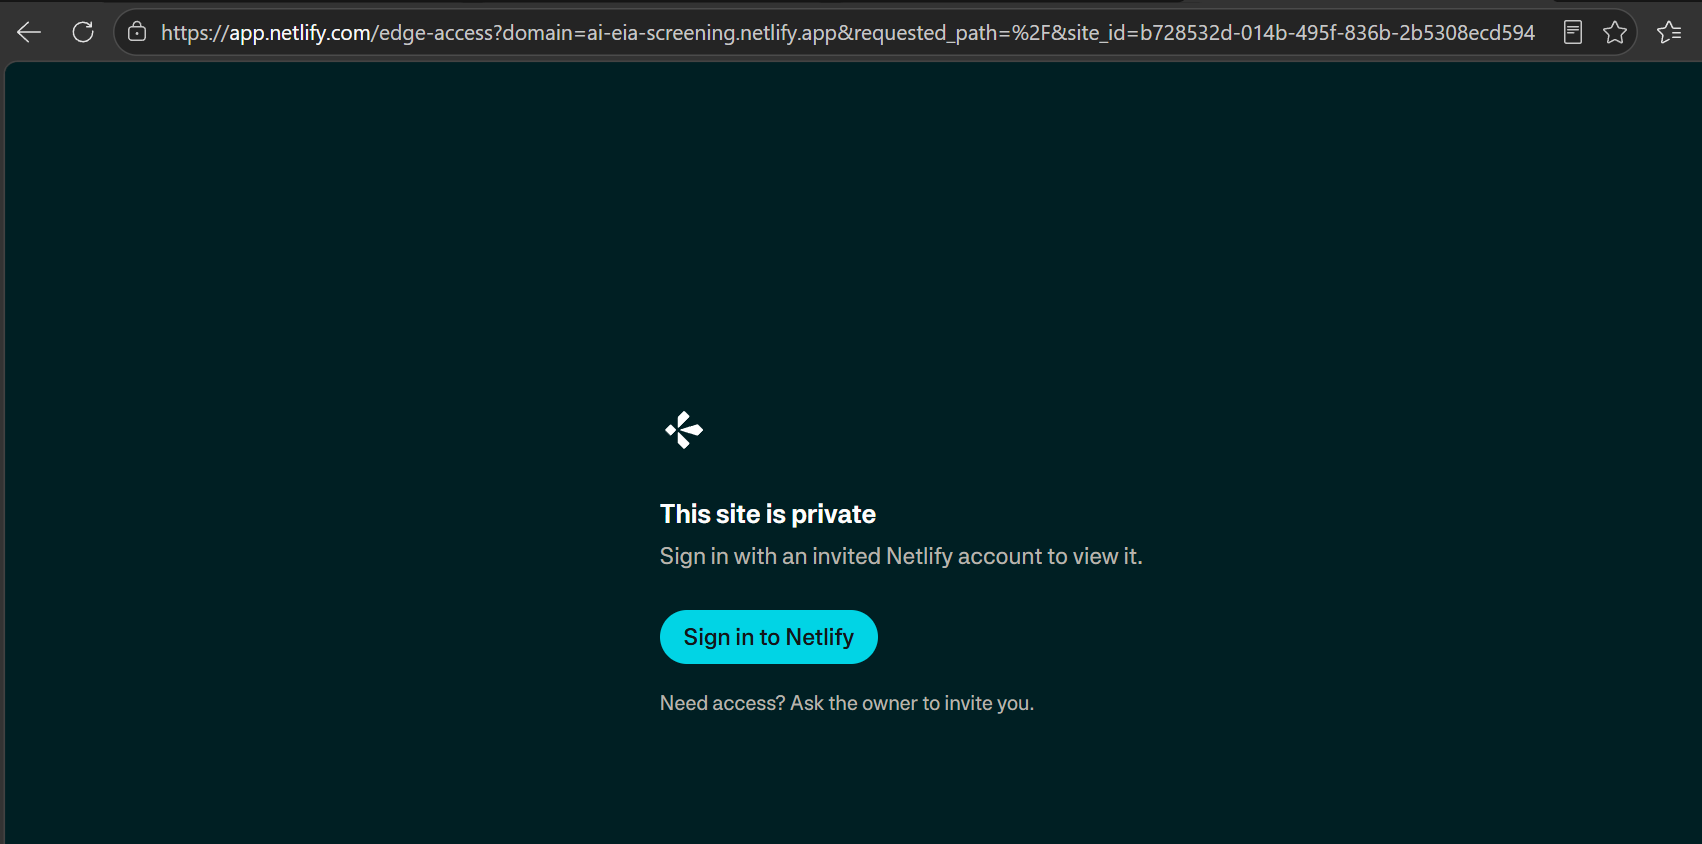 https://app.netlify.com/edge-access?domain=ai-eia-screening.netlify.app&requested_path=%2F&site_id=b728532d-014b-495f-836b-2b5308ecd594
This site is private
Sign in with an invited Netlify account to view it.
Sign in to Netlify
Need access? Ask the owner to invite you.